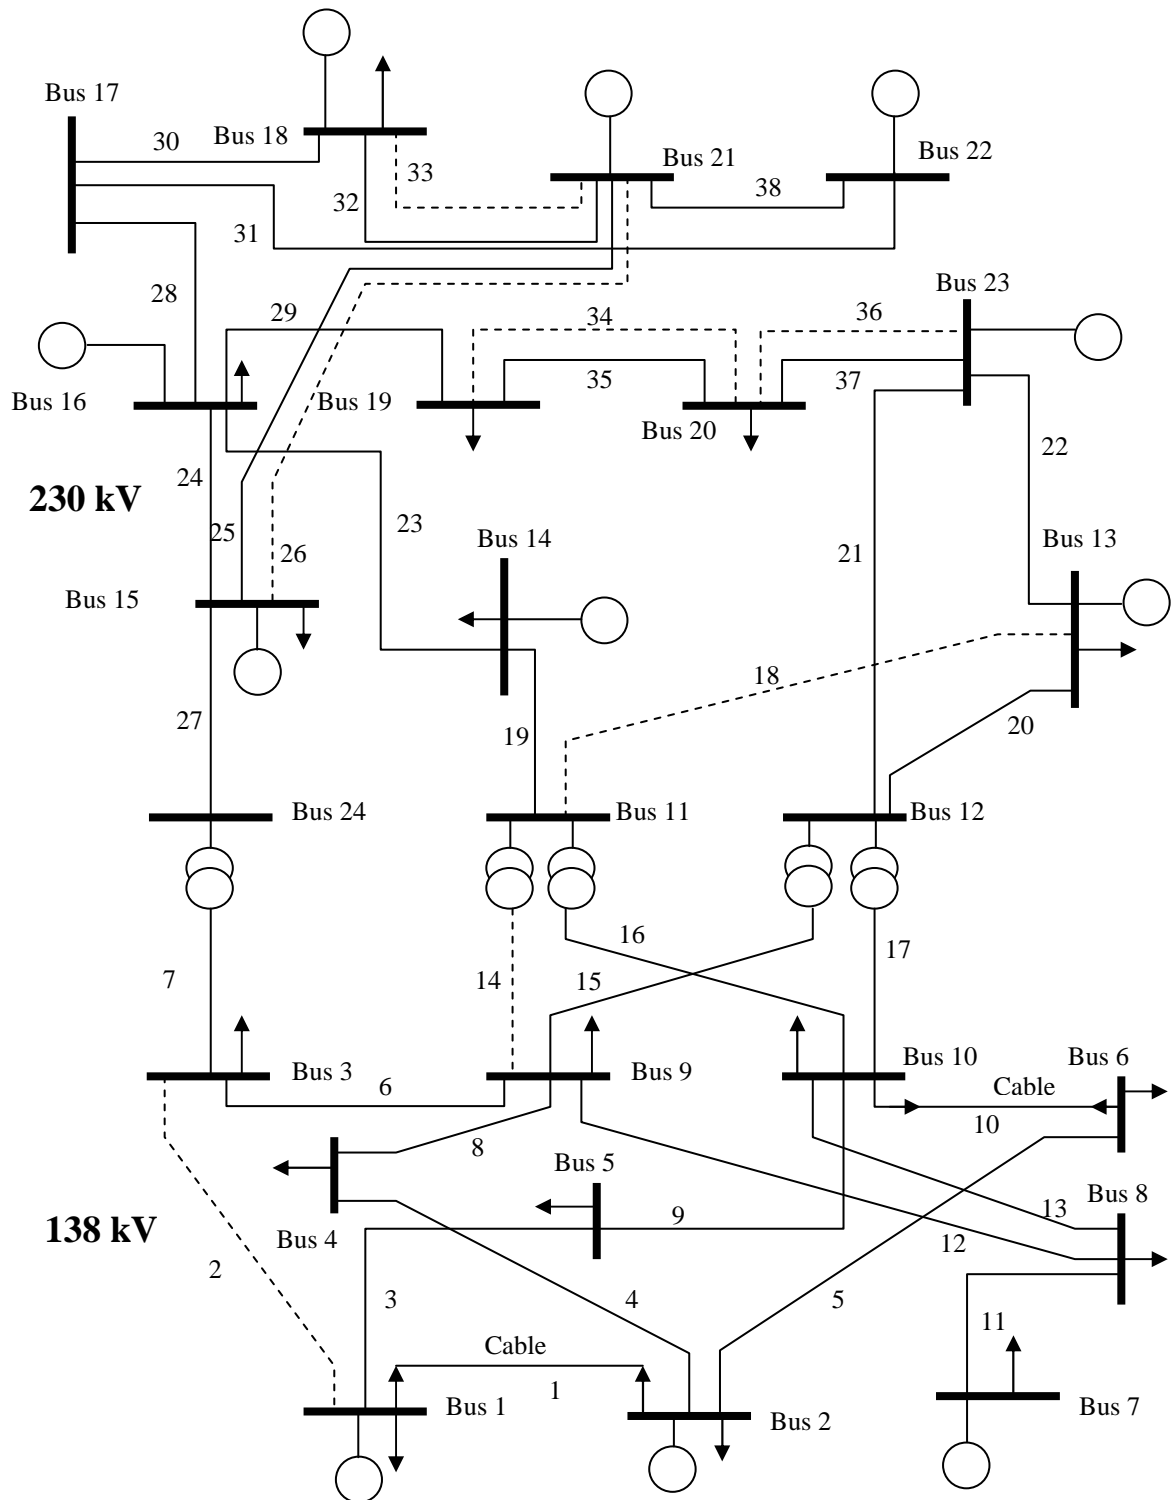 Bus 17
Bus 18
Bus 21
Bus 22
30
33
38
32
31
28
29
34
36
Bus 23
35
37
Bus 16
Bus 19
Bus 20
22
24
230 kV
25
26
23
Bus 14
21
Bus 13
Bus 15
18
27
19
20
Bus 24
Bus 11
Bus 12
16
17
7
14
15
Bus 3
6
Bus 9
Bus 10
Bus 6
Cable
10
8
Bus 5
Bus 8
138 kV
Bus 4
9
13
12
2
3
4
5
11
Cable
1
Bus 1
Bus 2
Bus 7